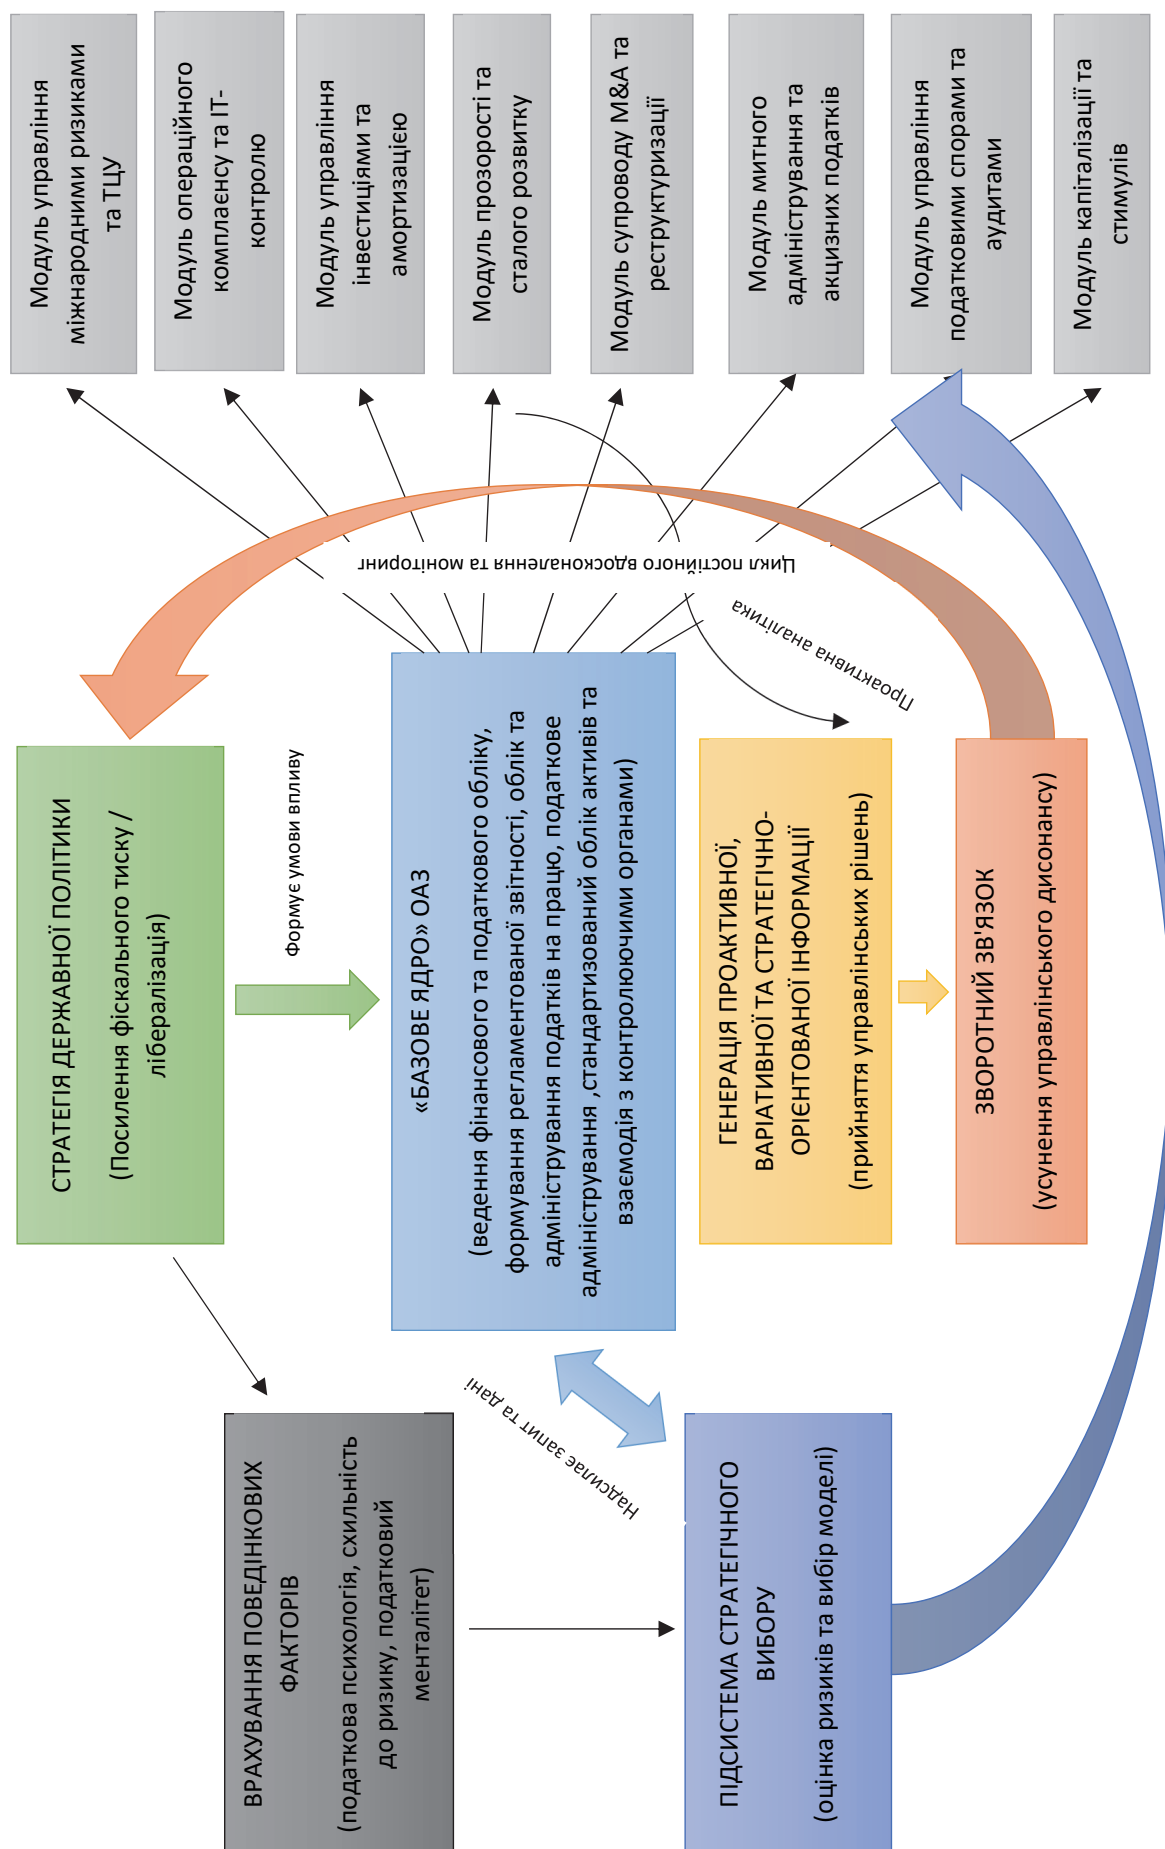 СТРАТЕГІЯ ДЕРЖАВНОЇ ПОЛІТИКИ
(Посилення фіскального тиску /
лібералізація)
Формує умови впливу
ВРАХУВАННЯ ПОВЕДІНКОВИХ
ФАКТОРІВ
(податкова психологія, схильність
до ризику, податковий
менталітет)
«БАЗОВЕ ЯДРО» ОАЗ
(ведення фінансового та податкового обліку,
формування регламентованої звітності, облік та
адміністрування податків на працю, податкове
адміністрування ,стандартизований облік активів та
взаємодія з контролюючими органами)
Надсилає запит та дані
ПІДСИСТЕМА СТРАТЕГІЧНОГО
ВИБОРУ
(оцінка ризиків та вибір моделі)
ГЕНЕРАЦІЯ ПРОАКТИВНОЇ,
ВАРІАТИВНОЇ ТА СТРАТЕГІЧНО-
ОРІЄНТОВАНОЇ ІНФОРМАЦІЇ
(прийняття управлінських рішень)
ЗВОРОТНИЙ ЗВ'ЯЗОК
(усунення управлінського дисонансу)
Цикл постійного вдосконалення та моніторинг
Проактивна аналітика
Модуль управління
міжнародними ризиками
та ТЦУ
Модуль операційного
комплаєнсу та ІТ-
контролю
Модуль управління
інвестиціями та
амортизацією
Модуль прозорості та
сталого розвитку
Модуль супроводу M&A та
реструктуризації
Модуль митного
адміністрування та
акцизних податків
Модуль управління
податковими спорами та
аудитами
Модуль капіталізації та
стимулів